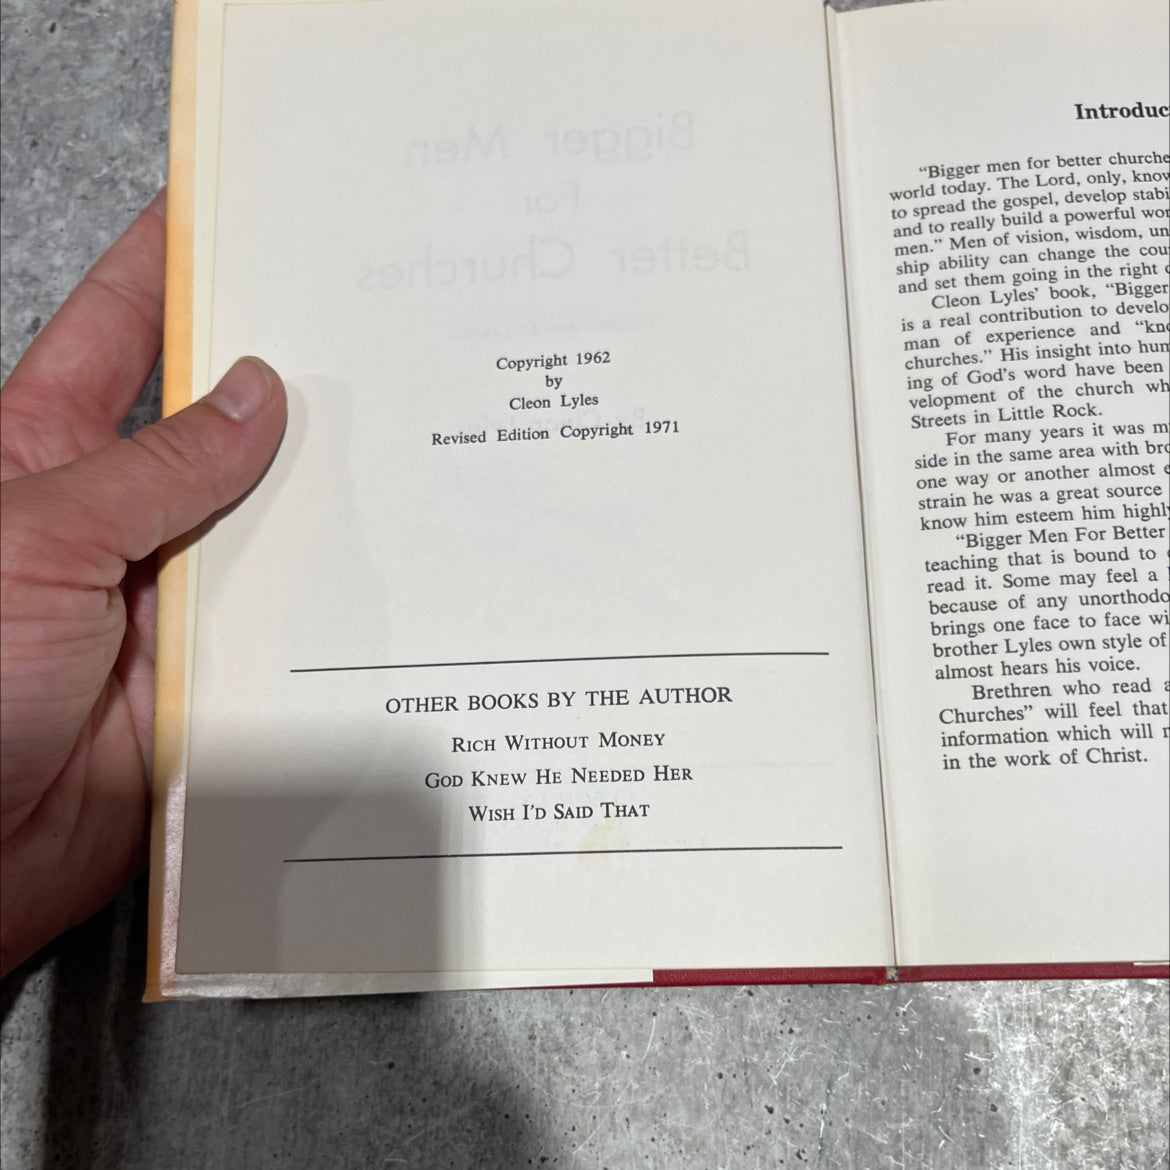 Copyright 1962
by
Cleon Lyles
Revised Edition Copyright 1971
OTHER BOOKS BY THE AUTHOR
RICH WITHOUT MONEY
GOD KNEW HE NEEDED HER
WISH I'D SAID THAT
Bigger Men
For
Better Churches
Introduc
“Bigger men for better churche
world today. The Lord, only, know
to spread the gospel, develop stabi
and to really build a powerful wor
men.” Men of vision, wisdom, un
ship ability can change the cou
and set them going in the right
Cleon Lyles’ book, “Bigger
is a real contribution to develo
man of experience and “kno
churches.” His insight into hum
ing of God’s word have been
velopment of the church wh
Streets in Little Rock.
For many years it was m
side in the same area with bro
one way or another almost e
strain he was a great source
know him esteem him highly
“Bigger Men For Better
teaching that is bound to
read it. Some may feel a
because of any unorthodo
brings one face to face wi
brother Lyles own style of
almost hears his voice.
Brethren who read a
Churches” will feel that
information which will r
in the work of Christ.